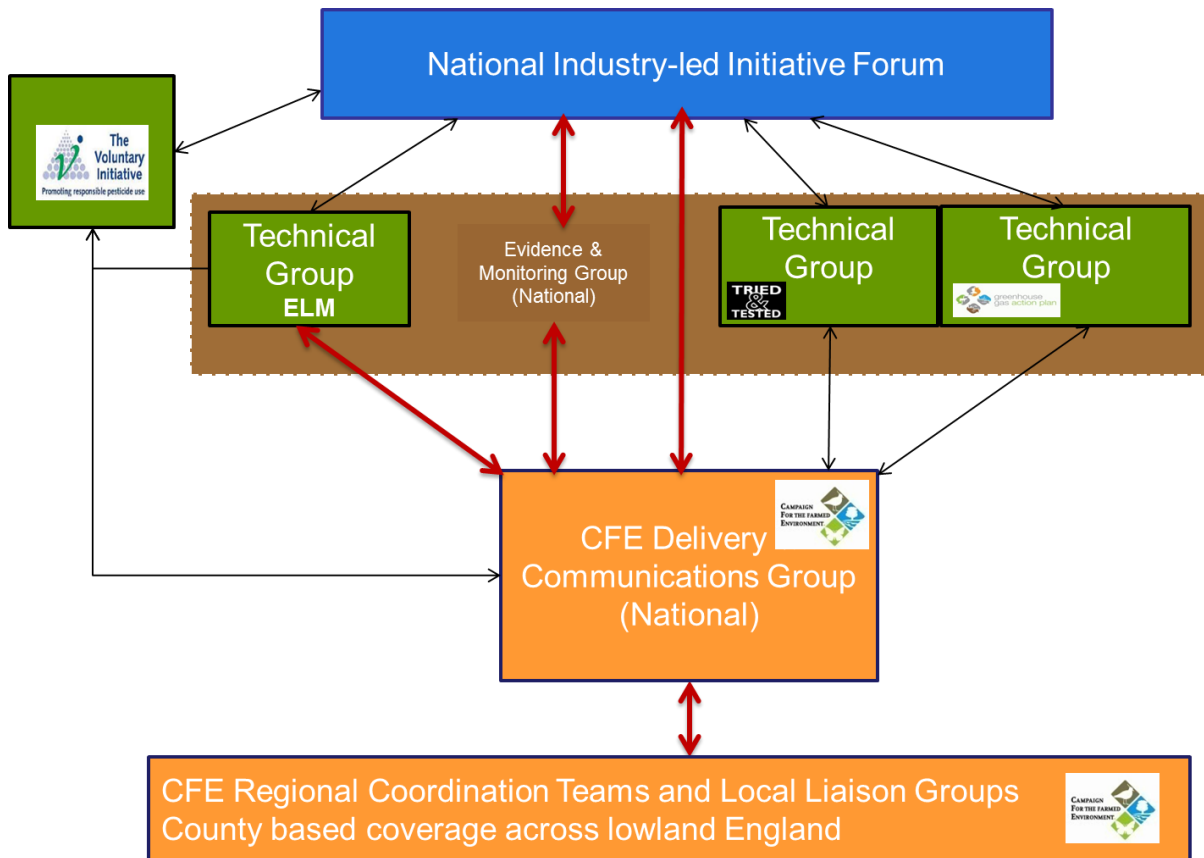 National Industry-led Initiative Forum
The
Voluntary
Initiative
Promoting responsible pesticide use
Technical
Group
ELM
Evidence &
Monitoring Group
(National)
Technical
Group
TRIED
&
TESTED
Technical
Group
greenhouse
gas action plan
CAMPAIGN
FOR THE FARMED
ENVIRONMENT
CFE Delivery
Communications Group
(National)
CFE Regional Coordination Teams and Local Liaison Groups
County based coverage across lowland England
CAMPAIGN
FOR THE FARMED
ENVIRONMENT